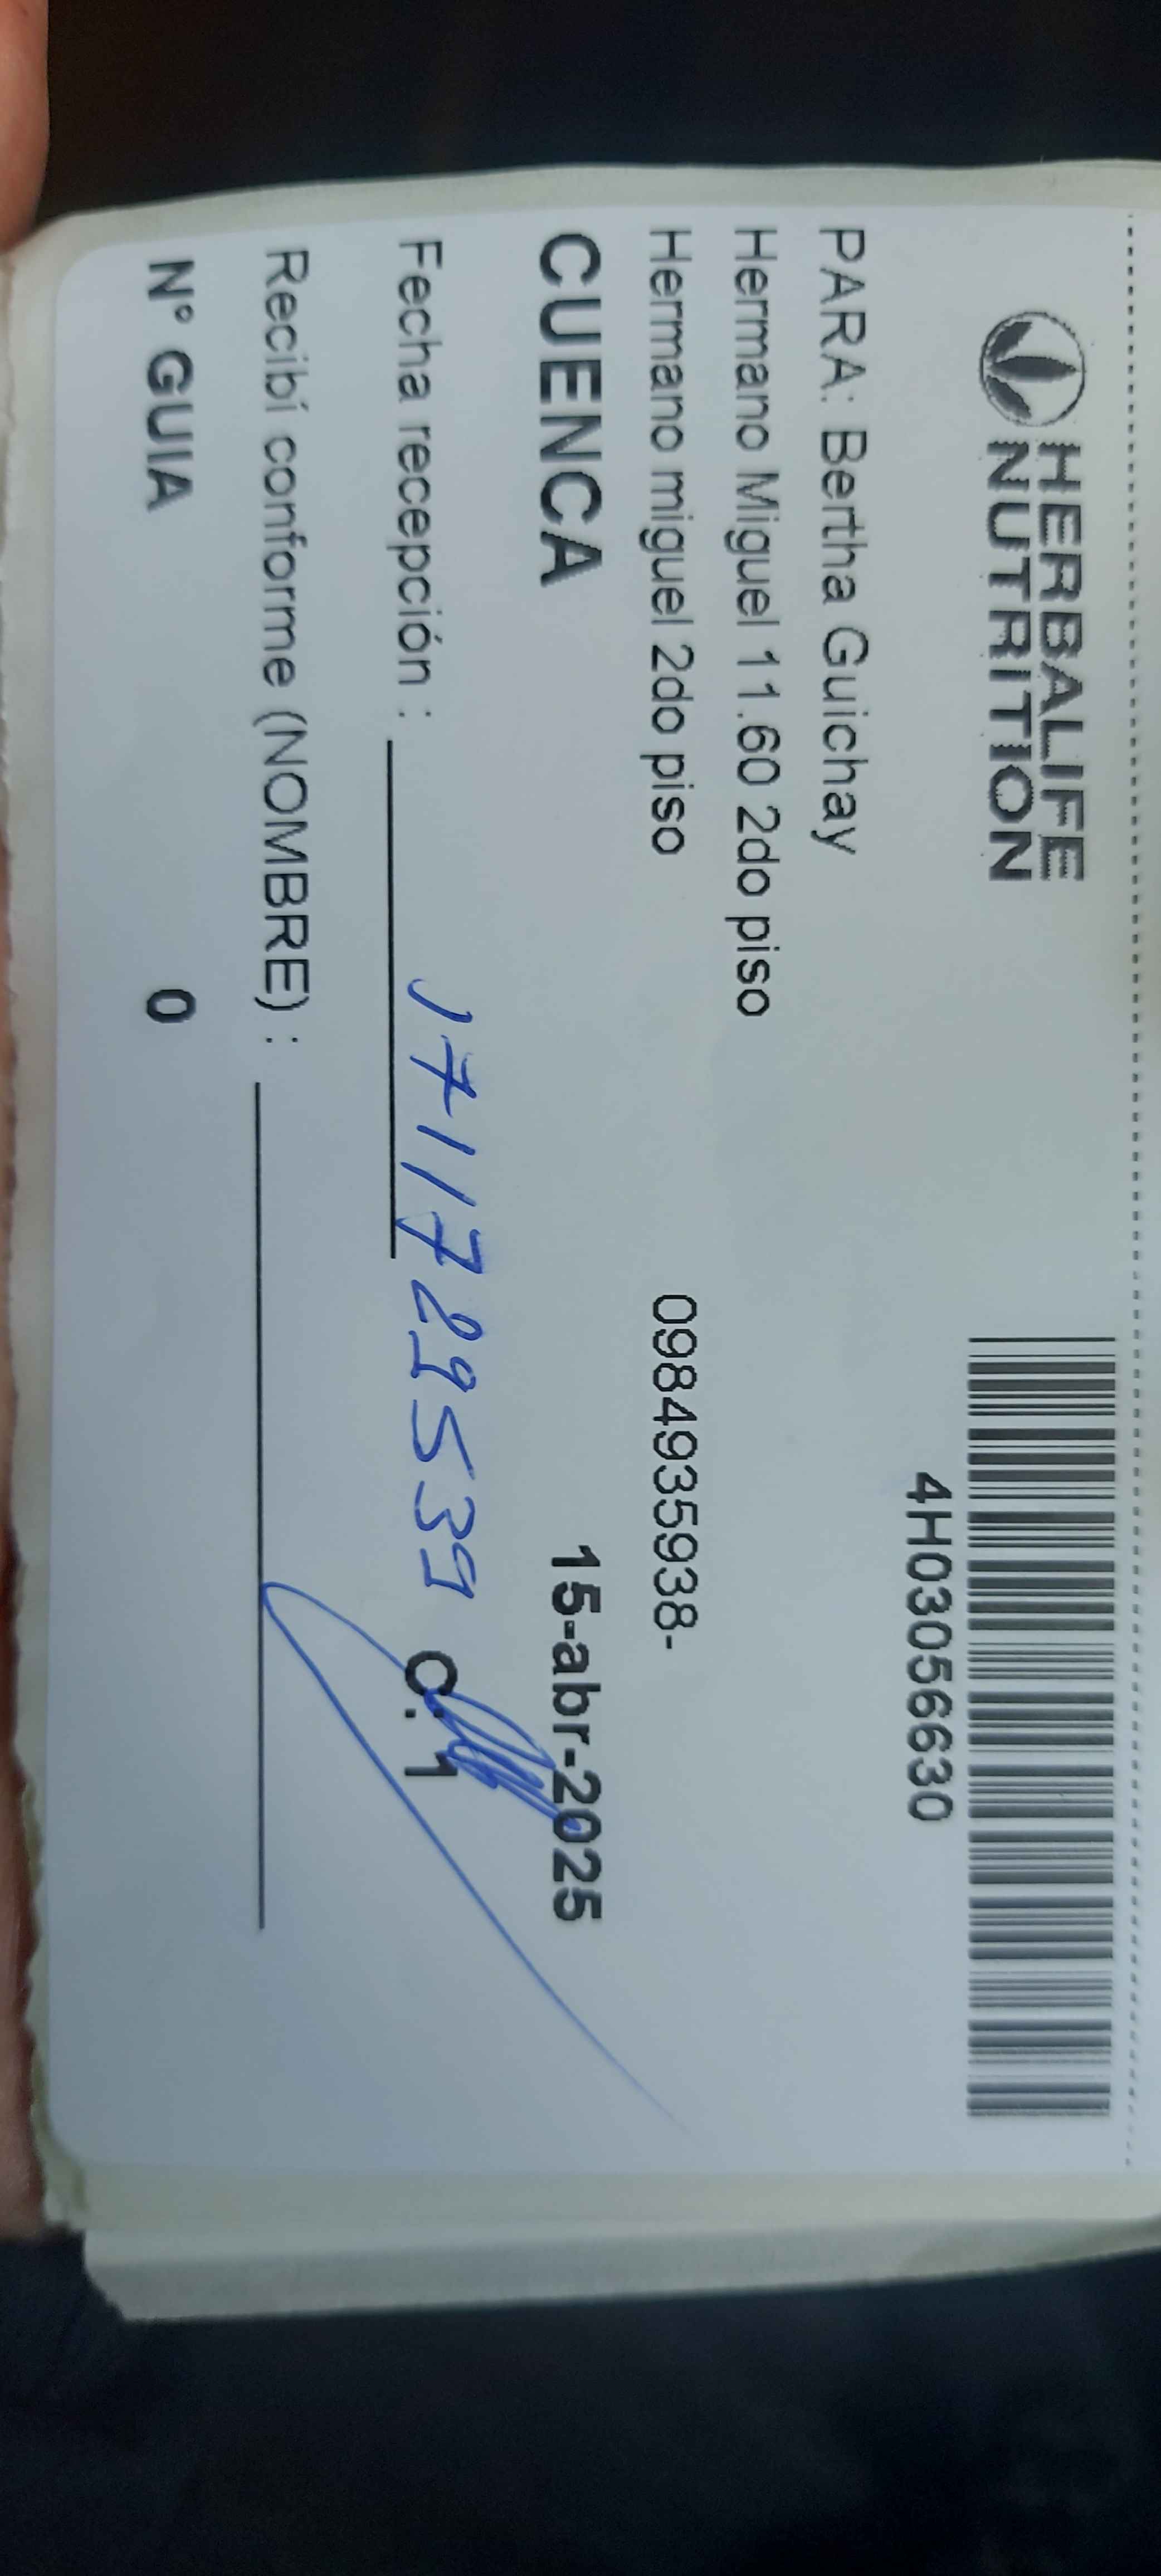 HERBALIFE
NUTRITION
4H03056630
PARA: Bertha Guichay
Hermano Miguel 11.60 2do piso
Hermano miguel 2do piso 0984935938-
CUENCA 15-abr-2025
Fecha recepción : 1711729539 C. 1
Recibí conforme (NOMBRE) :
N° GUIA 0